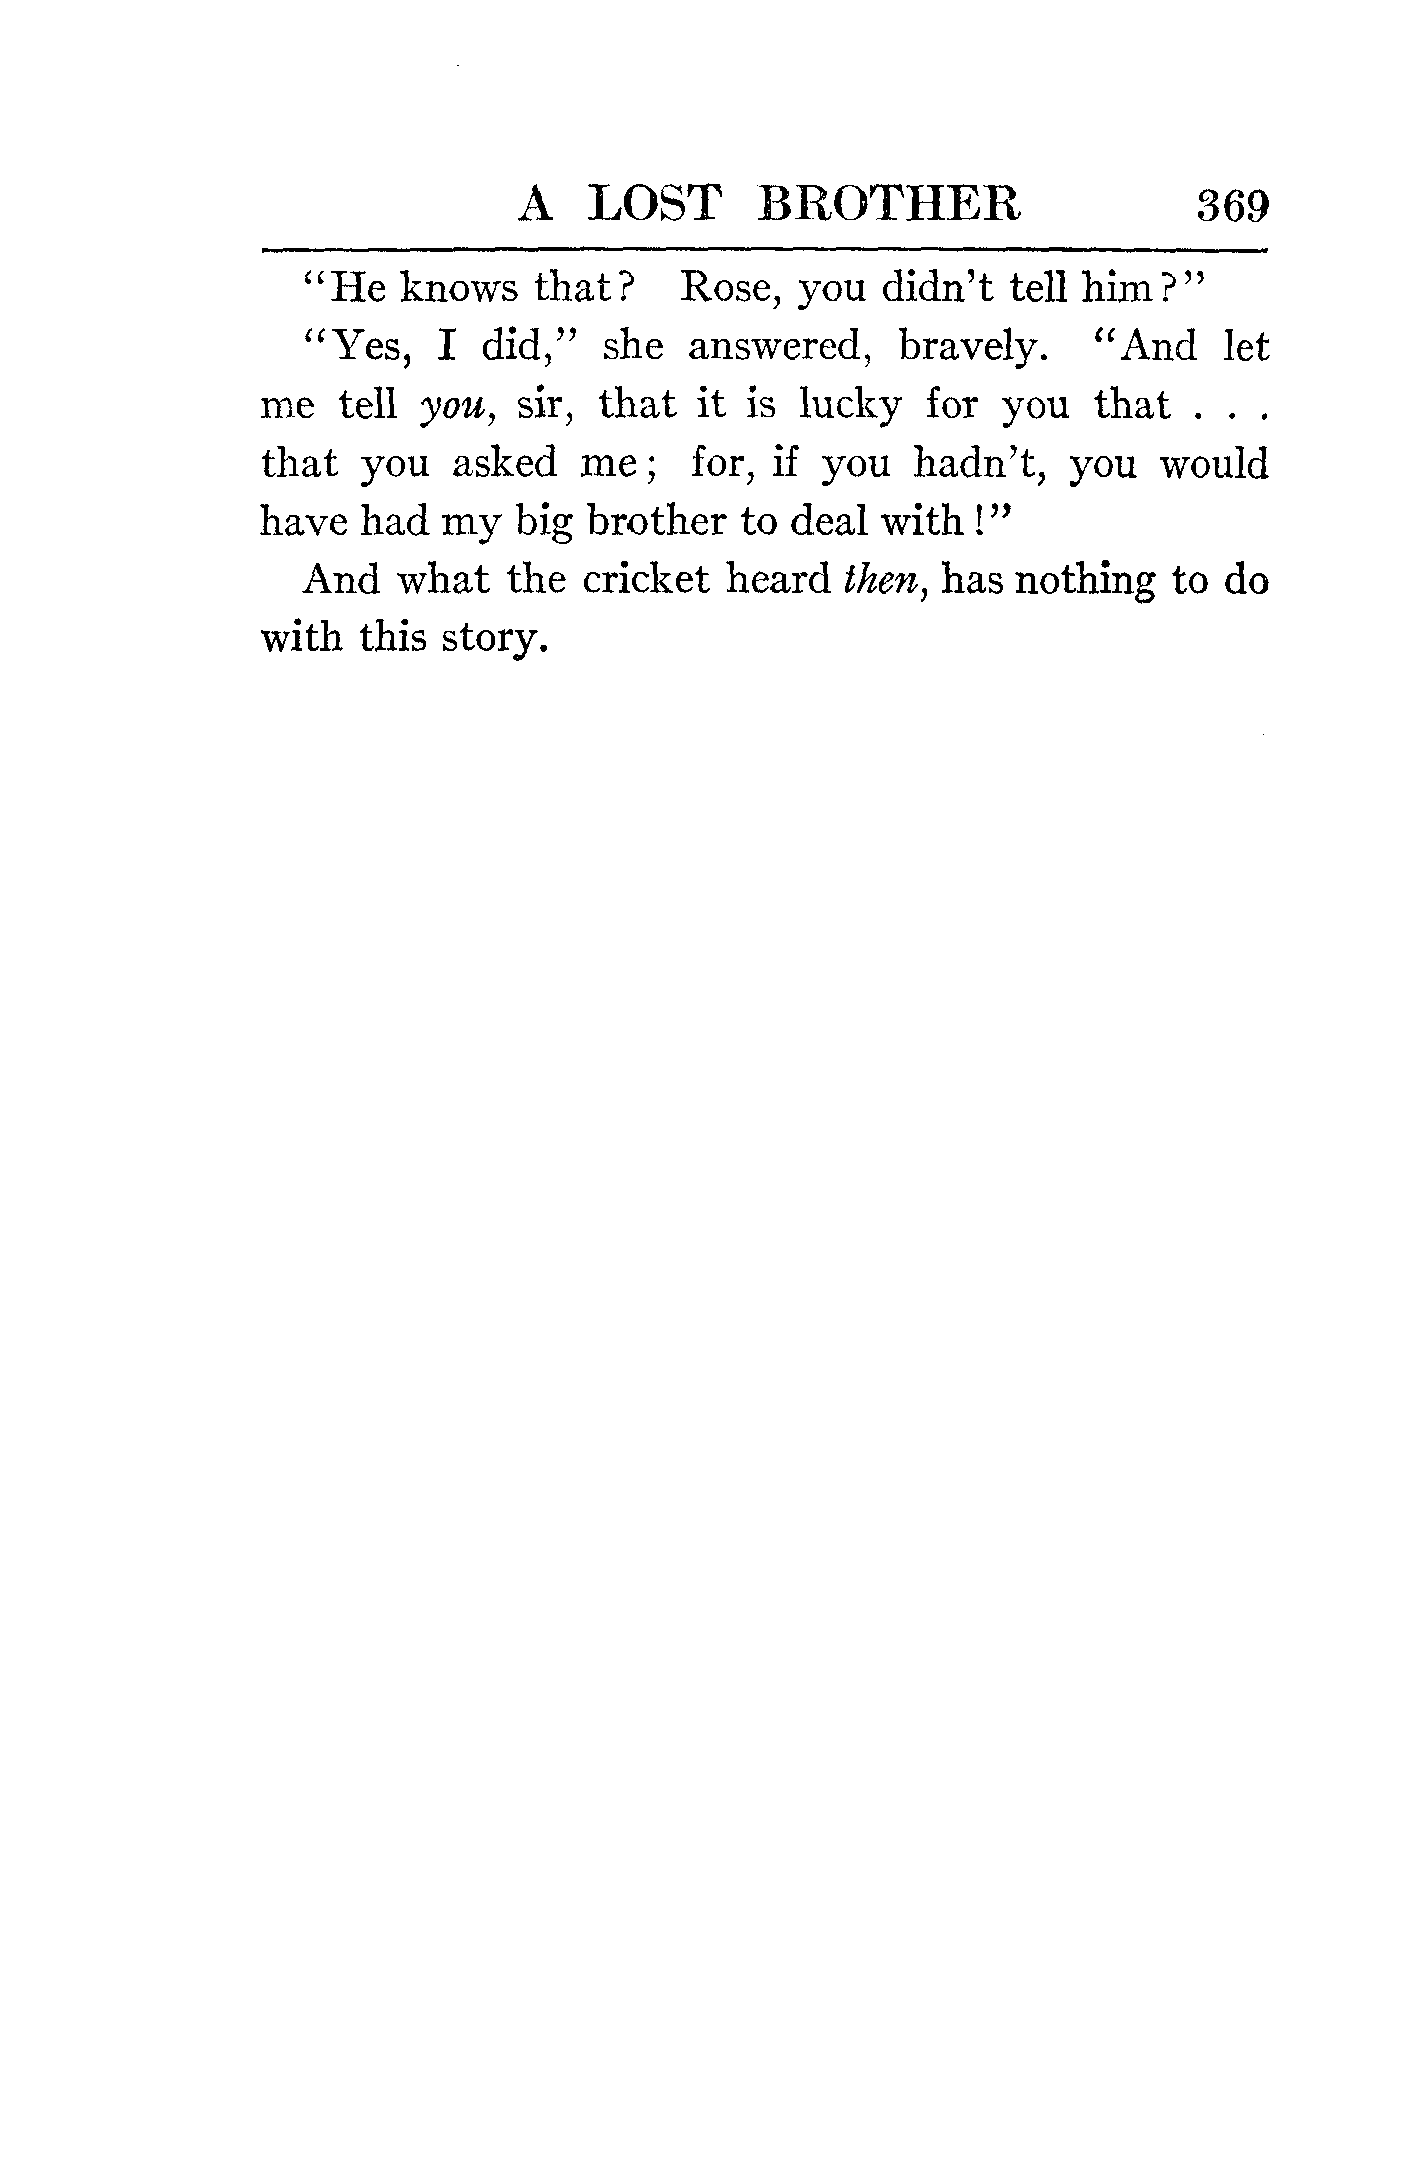 A LOST BROTHER 369
"He knows that? Rose, you didn't tell him?"
"Yes, I did," she answered, bravely. "And let
me tell you, sir, that it is lucky for you that . . .
that you asked me; for, if you hadn't, you would
have had my big brother to deal with!"
And what the cricket heard then, has nothing to do
with this story.